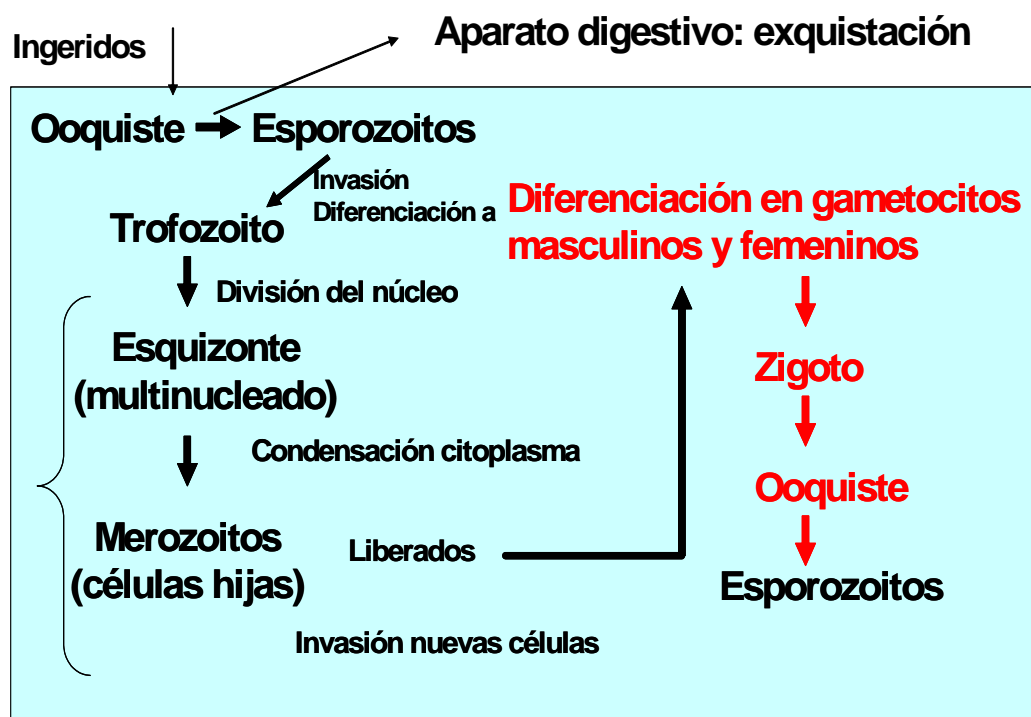 Ingeridos
Aparato digestivo: exquistación
Ooquiste
Esporozoitos
Invasión
Diferenciación a
Trofozoito
División del núcleo
Esquizonte
(multinucleado)
Condensación citoplasma
Merozoitos
(células hijas)
Liberados
Invasión nuevas células
Diferenciación en gametocitos
masculinos y femeninos
Zigoto
Ooquiste
Esporozoitos